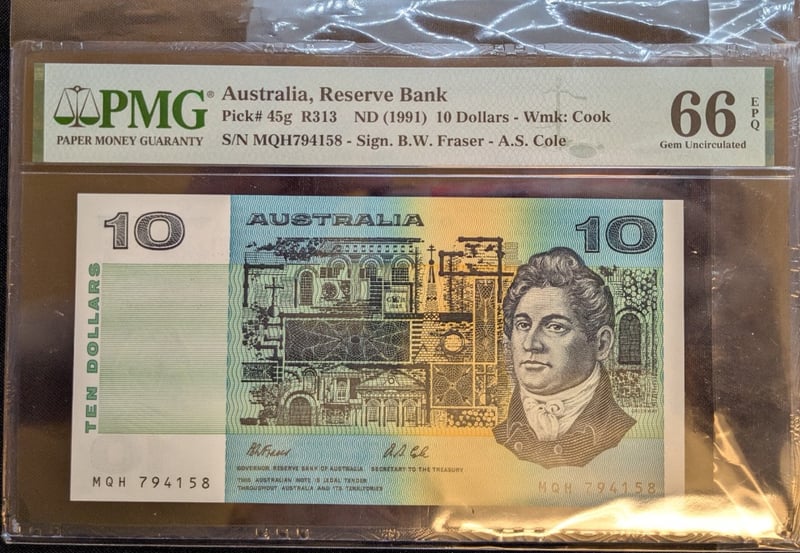 PMG®
PAPER MONEY GUARANTY
Australia, Reserve Bank
Pick# 45g R313 ND (1991) 10 Dollars - Wmk: Cook
S/N MQH794158 - Sign. B.W. Fraser - A.S. Cole
66
EPQ
Gem Uncirculated
10
AUSTRALIA
10
TEN DOLLARS
GREENWAY
GOVERNOR, RESERVE BANK OF AUSTRALIA SECRETARY TO THE TREASURY
THIS AUSTRALIAN NOTE IS LEGAL TENDER
THROUGHOUT AUSTRALIA AND ITS TERRITORIES
MQH 794158
MQH 794158